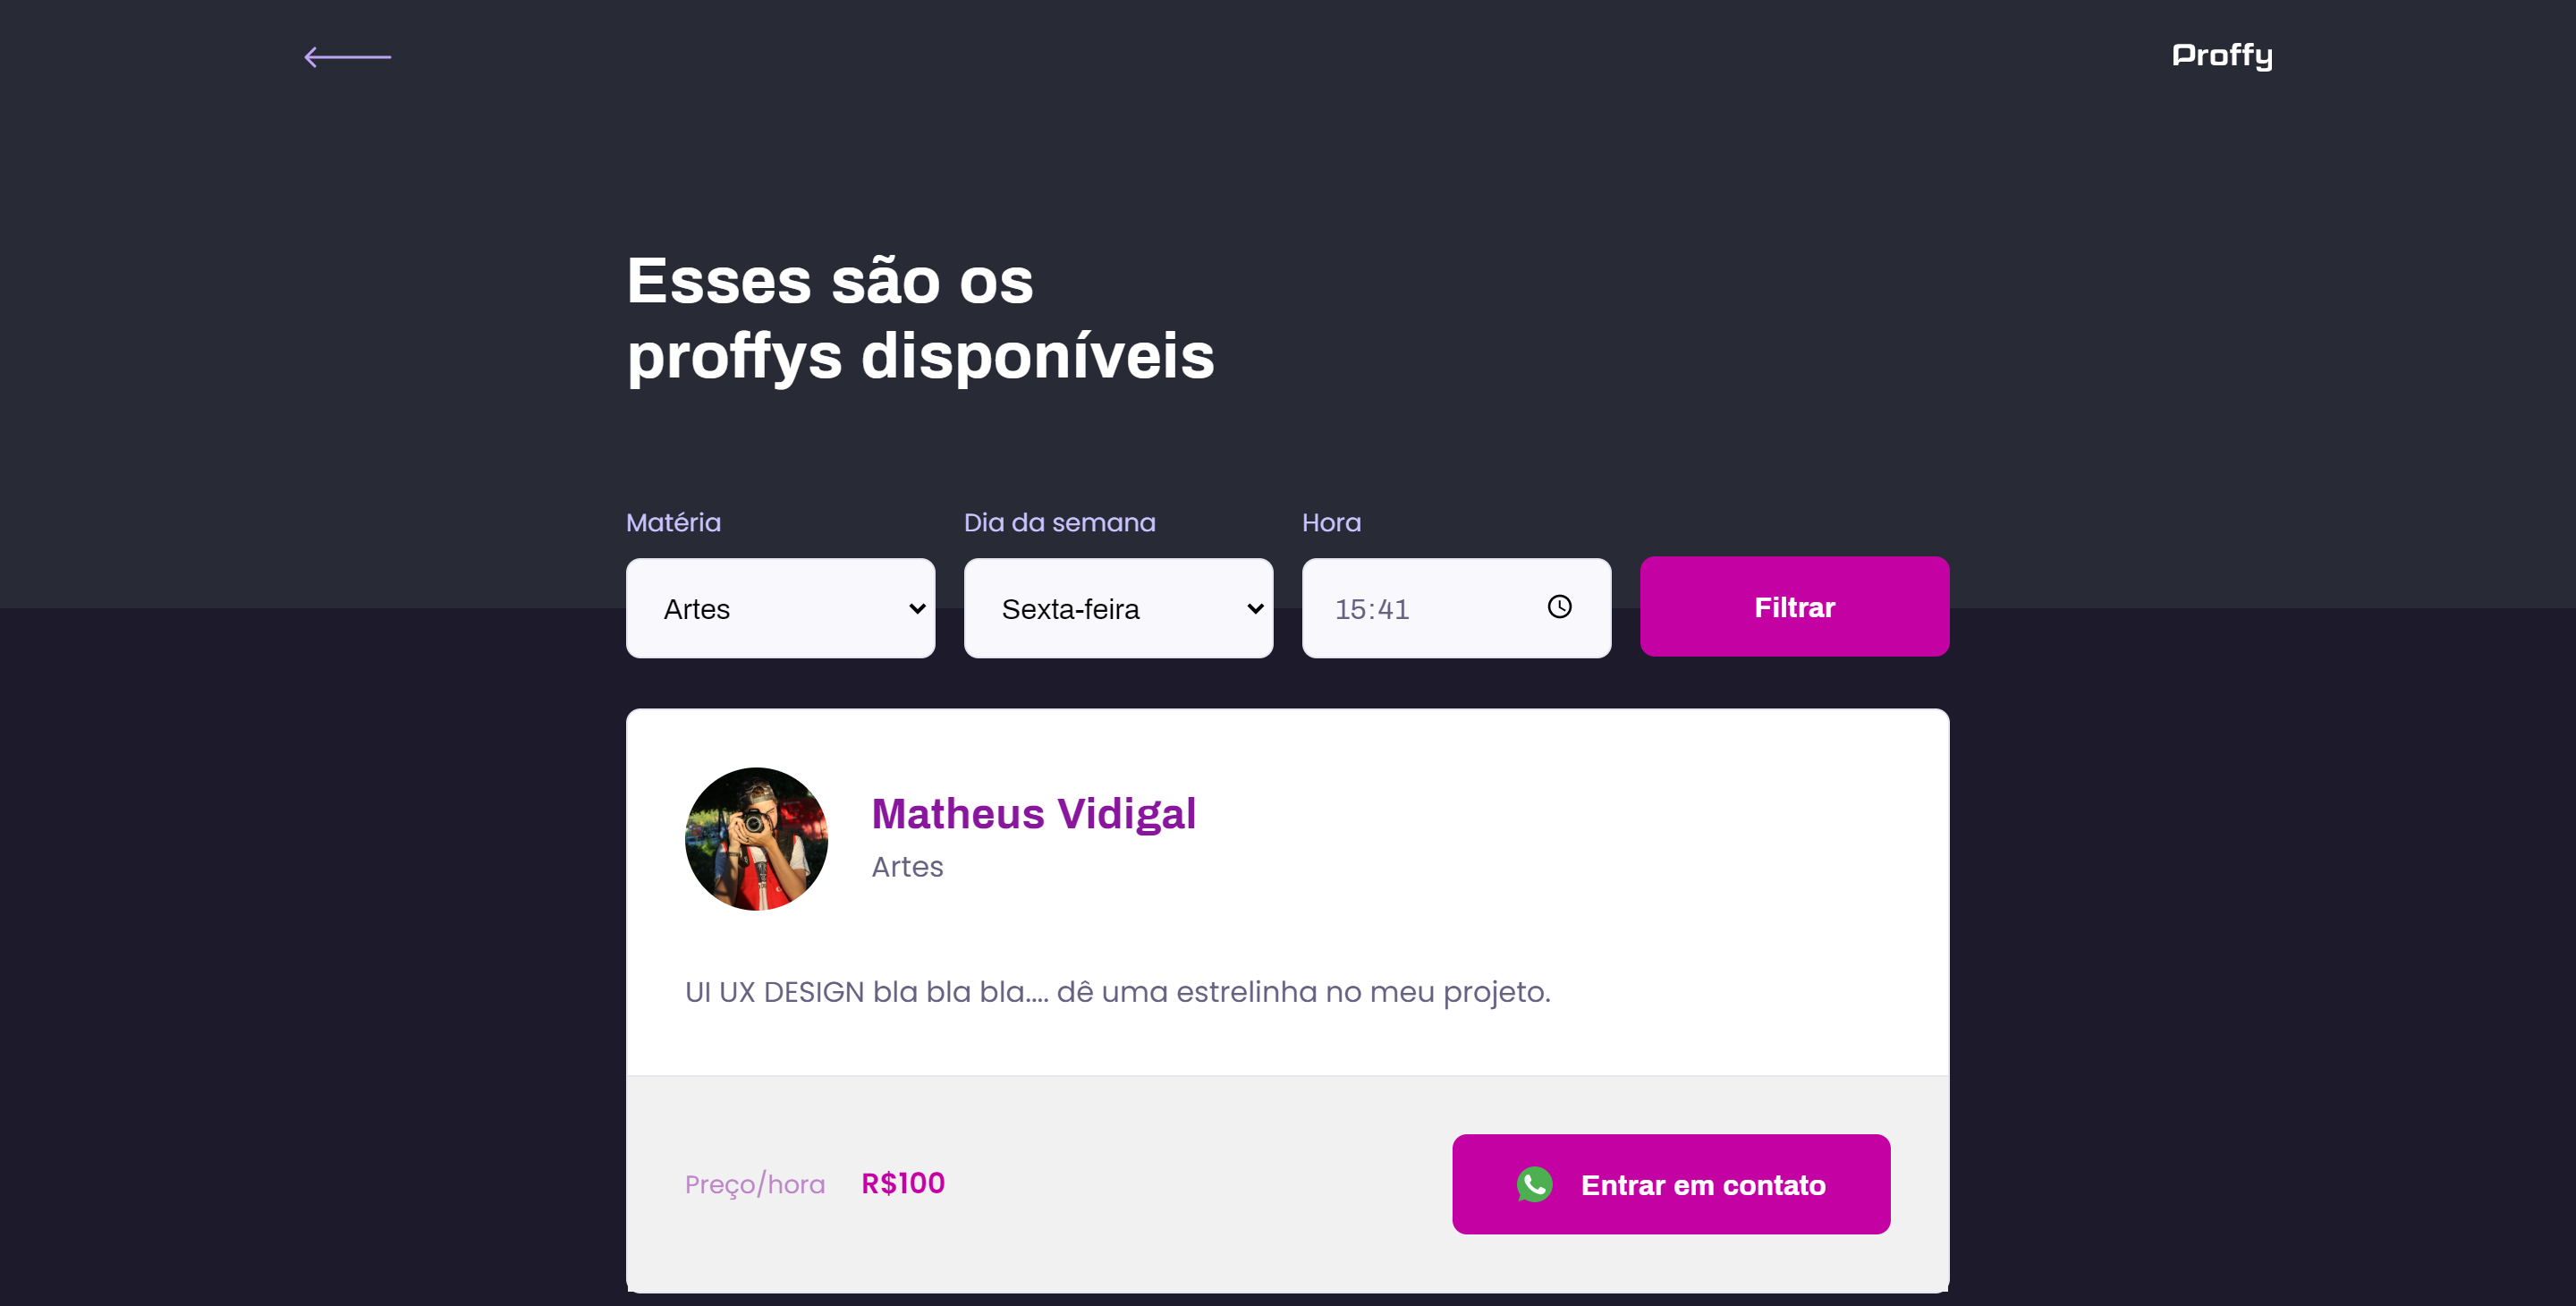 Proffy
Esses são os
proffys disponíveis
Matéria
Dia da semana
Hora
Artes
Sexta-feira
15:41
Filtrar
Matheus Vidigal
Artes
UI UX DESIGN bla bla bla.... dê uma estrelinha no meu projeto.
Preço/hora
R$100
Entrar em contato